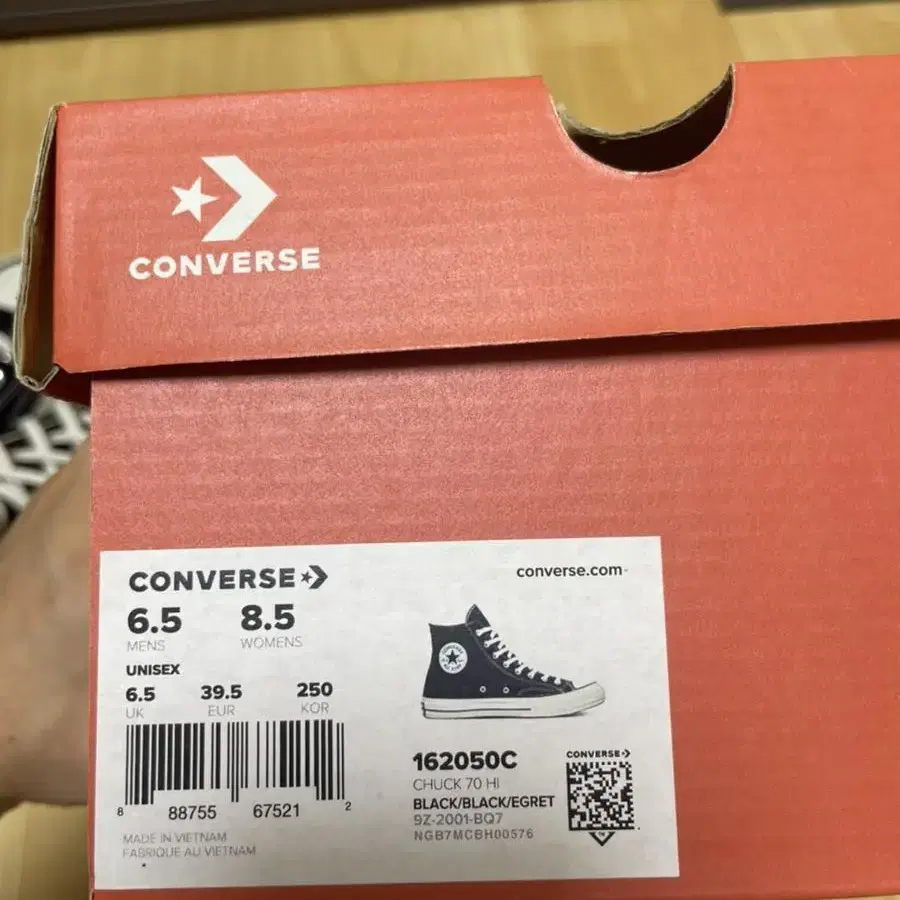 CONVERSE
CONVERSE
converse.com
6.5 8.5
MENS WOMENS
UNISEX
6.5 39.5 250
UK EUR KOR
8 88755 67521 2
MADE IN VIETNAM
FABRIQUE AU VIETNAM
162050C
CHUCK 70 HI
BLACK/BLACK/EGRET
9Z-2001-BQ7
NGB7MCBH00576
CONVERSE